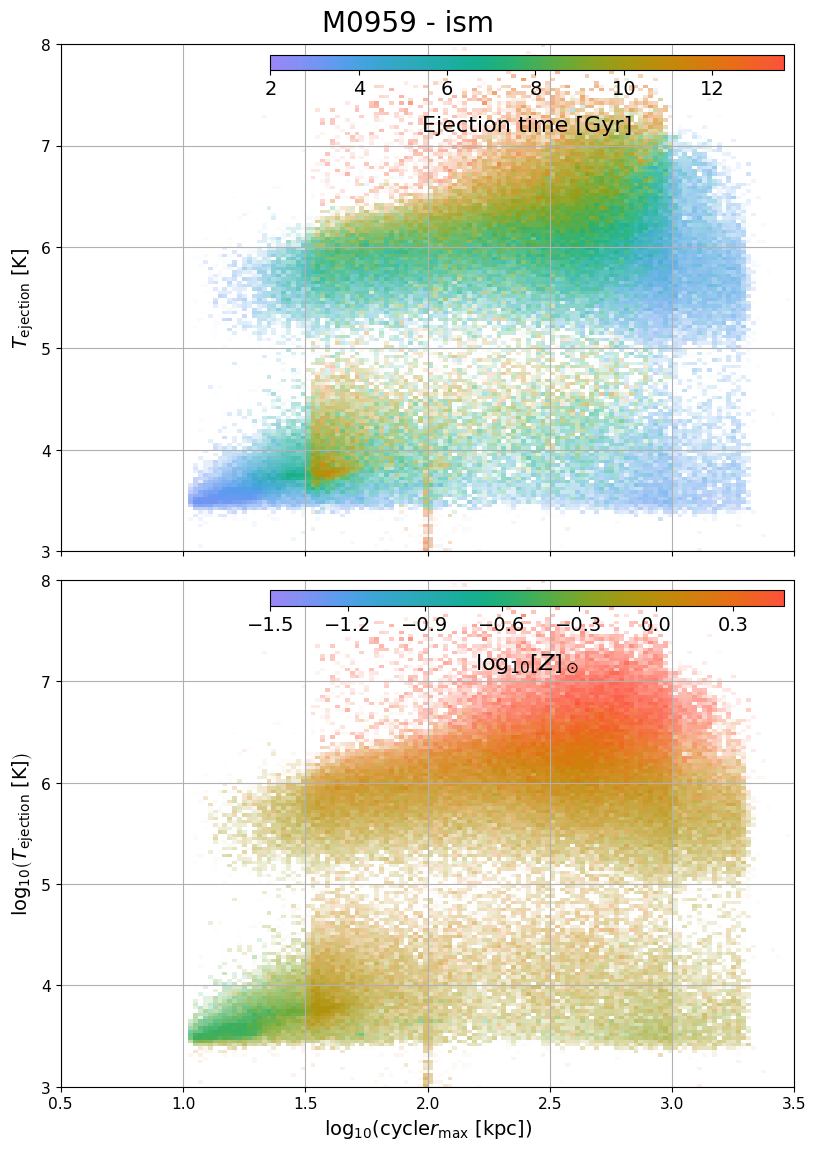 M0959 - ism
8
2 4 6 8 10 12
Ejection time [Gyr]
7
6
T_ejection [K]
5
4
3
8
−1.5 −1.2 −0.9 −0.6 −0.3 0.0 0.3
log₁₀[Z]⊙
7
6
log₁₀(T_ejection [K])
5
4
3
0.5 1.0 1.5 2.0 2.5 3.0 3.5
log₁₀(cycler_max [kpc])